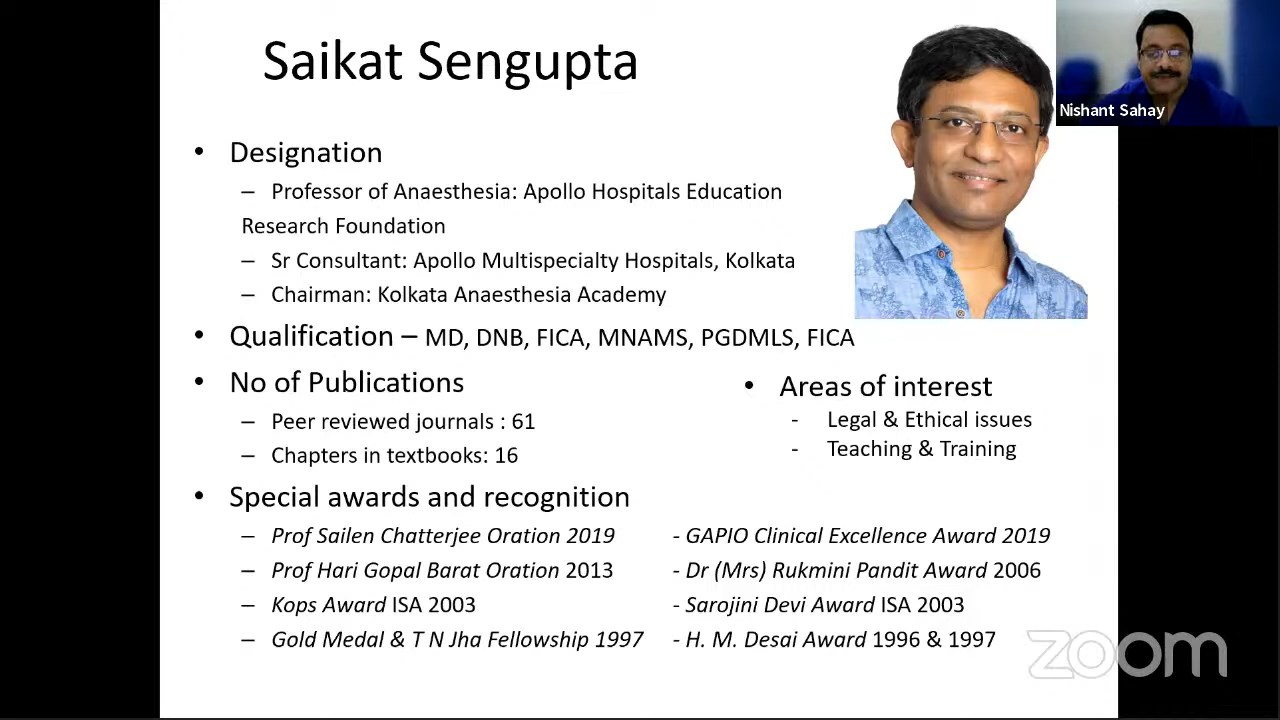 Saikat Sengupta
Nishant Sahay
• Designation
– Professor of Anaesthesia: Apollo Hospitals Education
Research Foundation
– Sr Consultant: Apollo Multispecialty Hospitals, Kolkata
– Chairman: Kolkata Anaesthesia Academy
• Qualification – MD, DNB, FICA, MNAMS, PGDMLS, FICA
• No of Publications
– Peer reviewed journals : 61
– Chapters in textbooks: 16
• Areas of interest
- Legal & Ethical issues
- Teaching & Training
• Special awards and recognition
– Prof Sailen Chatterjee Oration 2019
– Prof Hari Gopal Barat Oration 2013
– Kops Award ISA 2003
– Gold Medal & T N Jha Fellowship 1997
- GAPIO Clinical Excellence Award 2019
- Dr (Mrs) Rukmini Pandit Award 2006
- Sarojini Devi Award ISA 2003
- H. M. Desai Award 1996 & 1997
zoom